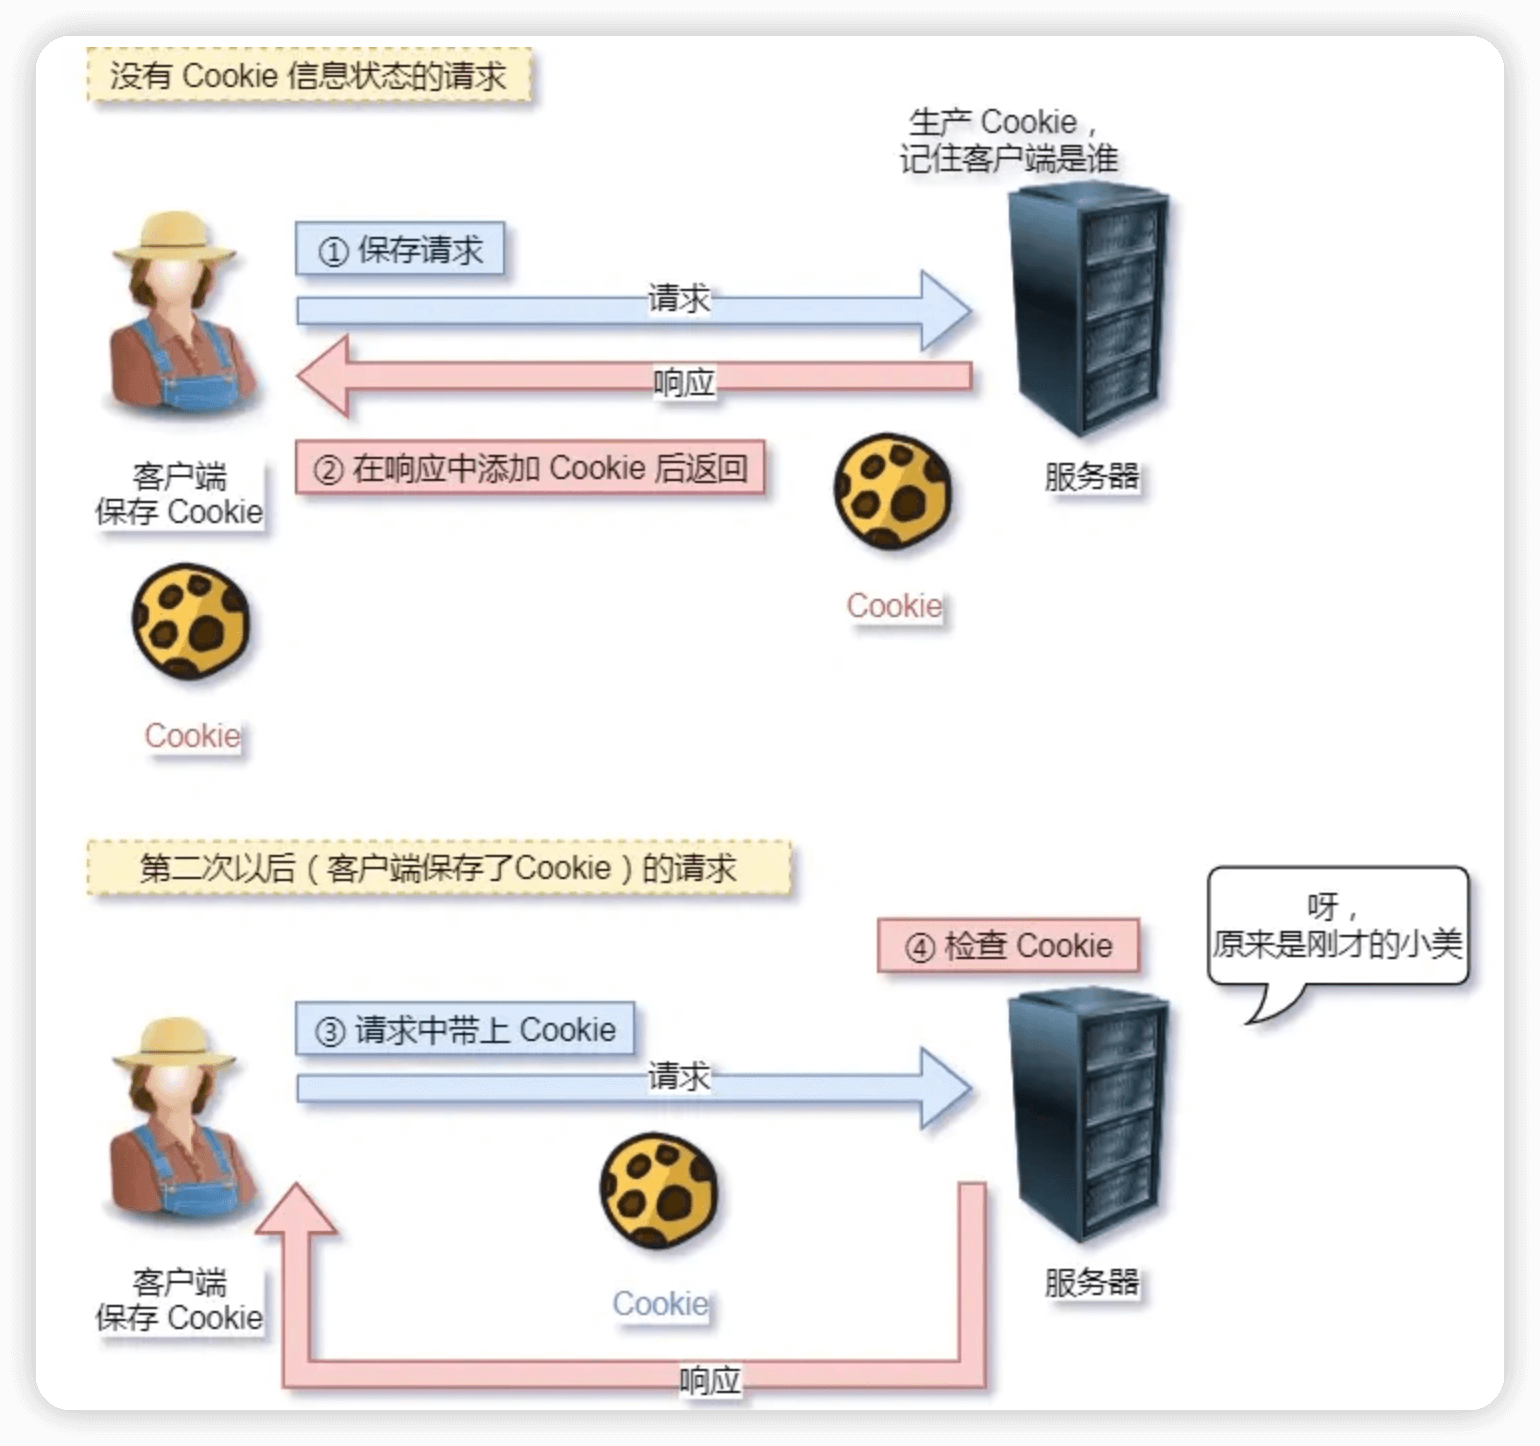 没有 Cookie 信息状态的请求
生产 Cookie，
记住客户端是谁
① 保存请求
请求
响应
② 在响应中添加 Cookie 后返回
客户端
保存 Cookie
服务器
Cookie
Cookie
第二次以后（客户端保存了Cookie）的请求
呀，
原来是刚才的小美
④ 检查 Cookie
③ 请求中带上 Cookie
请求
Cookie
客户端
保存 Cookie
服务器
响应